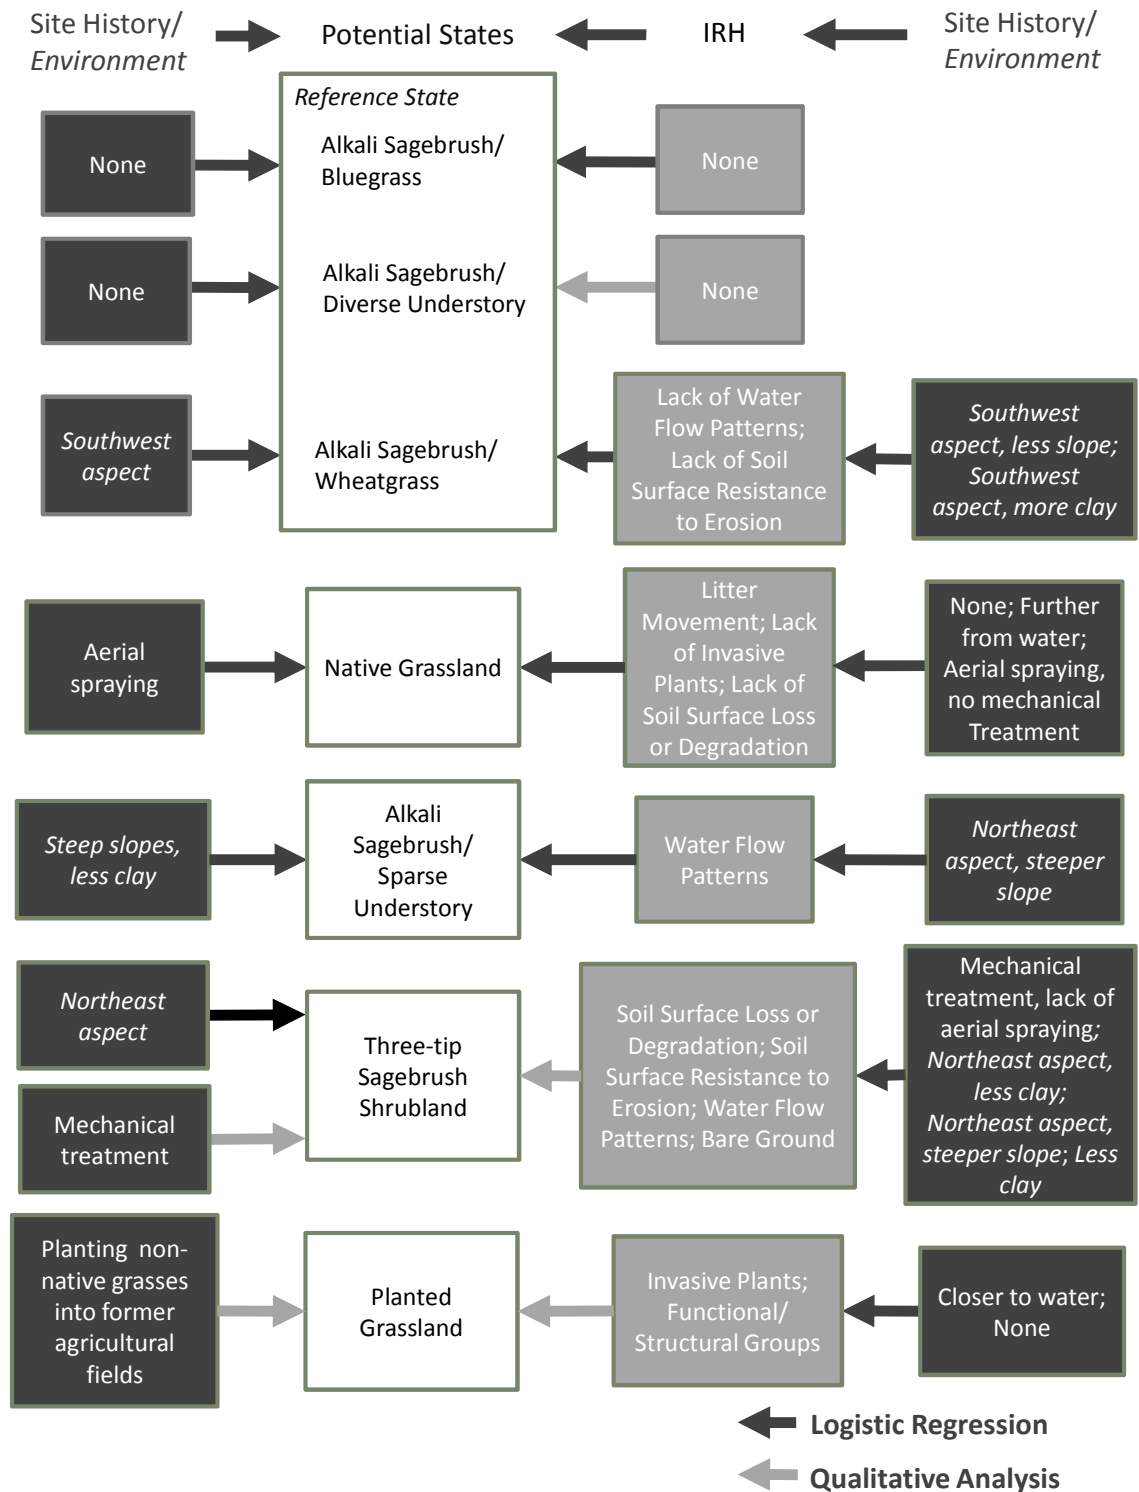 Site History/
Environment
Potential States
IRH
Site History/
Environment
Reference State
None
Alkali Sagebrush/
Bluegrass
None
None
Alkali Sagebrush/
Diverse Understory
None
Southwest
aspect
Alkali Sagebrush/
Wheatgrass
Lack of Water
Flow Patterns;
Lack of Soil
Surface Resistance
to Erosion
Southwest
aspect, less slope;
Southwest
aspect, more clay
Aerial
spraying
Native Grassland
Litter
Movement; Lack
of Invasive
Plants; Lack of
Soil Surface Loss
or Degradation
None; Further
from water;
Aerial spraying,
no mechanical
Treatment
Steep slopes,
less clay
Alkali
Sagebrush/
Sparse
Understory
Water Flow
Patterns
Northeast
aspect, steeper
slope
Northeast
aspect
Mechanical
treatment
Three-tip
Sagebrush
Shrubland
Soil Surface Loss or
Degradation; Soil
Surface Resistance to
Erosion; Water Flow
Patterns; Bare Ground
Mechanical
treatment, lack of
aerial spraying;
Northeast aspect,
less clay;
Northeast aspect,
steeper slope; Less
clay
Planting non-
native grasses
into former
agricultural
fields
Planted
Grassland
Invasive Plants;
Functional/
Structural Groups
Closer to water;
None
Logistic Regression
Qualitative Analysis